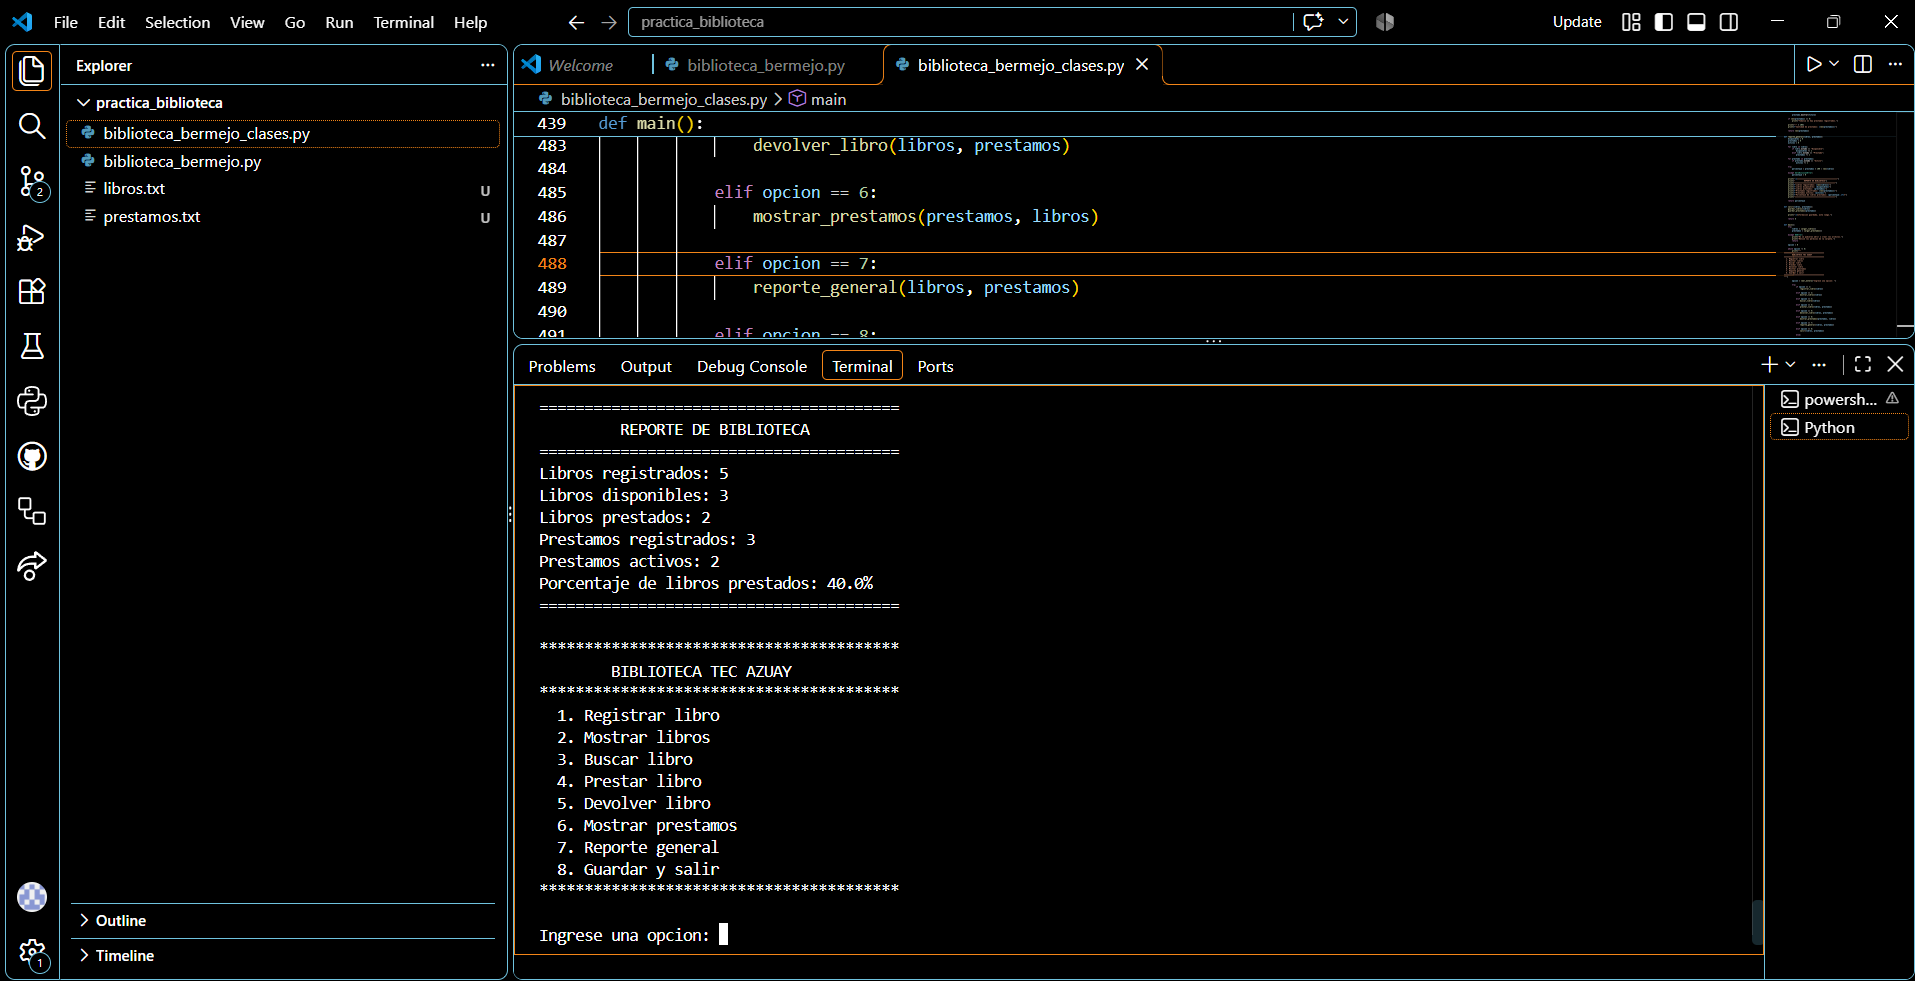 File Edit Selection View Go Run Terminal Help
practica_biblioteca
Update
Explorer
practica_biblioteca
biblioteca_bermejo_clases.py
biblioteca_bermejo.py
libros.txt U
prestamos.txt U
2
1
Outline
Timeline
Welcome biblioteca_bermejo.py biblioteca_bermejo_clases.py
biblioteca_bermejo_clases.py > main
439 def main():
483 devolver_libro(libros, prestamos)
484
485 elif opcion == 6:
486 mostrar_prestamos(prestamos, libros)
487
488 elif opcion == 7:
489 reporte_general(libros, prestamos)
490
491 elif opcion == 8:
Problems Output Debug Console Terminal Ports
powersh...
Python
========================================
REPORTE DE BIBLIOTECA
========================================
Libros registrados: 5
Libros disponibles: 3
Libros prestados: 2
Prestamos registrados: 3
Prestamos activos: 2
Porcentaje de libros prestados: 40.0%
========================================
****************************************
BIBLIOTECA TEC AZUAY
****************************************
1. Registrar libro
2. Mostrar libros
3. Buscar libro
4. Prestar libro
5. Devolver libro
6. Mostrar prestamos
7. Reporte general
8. Guardar y salir
****************************************
Ingrese una opcion: